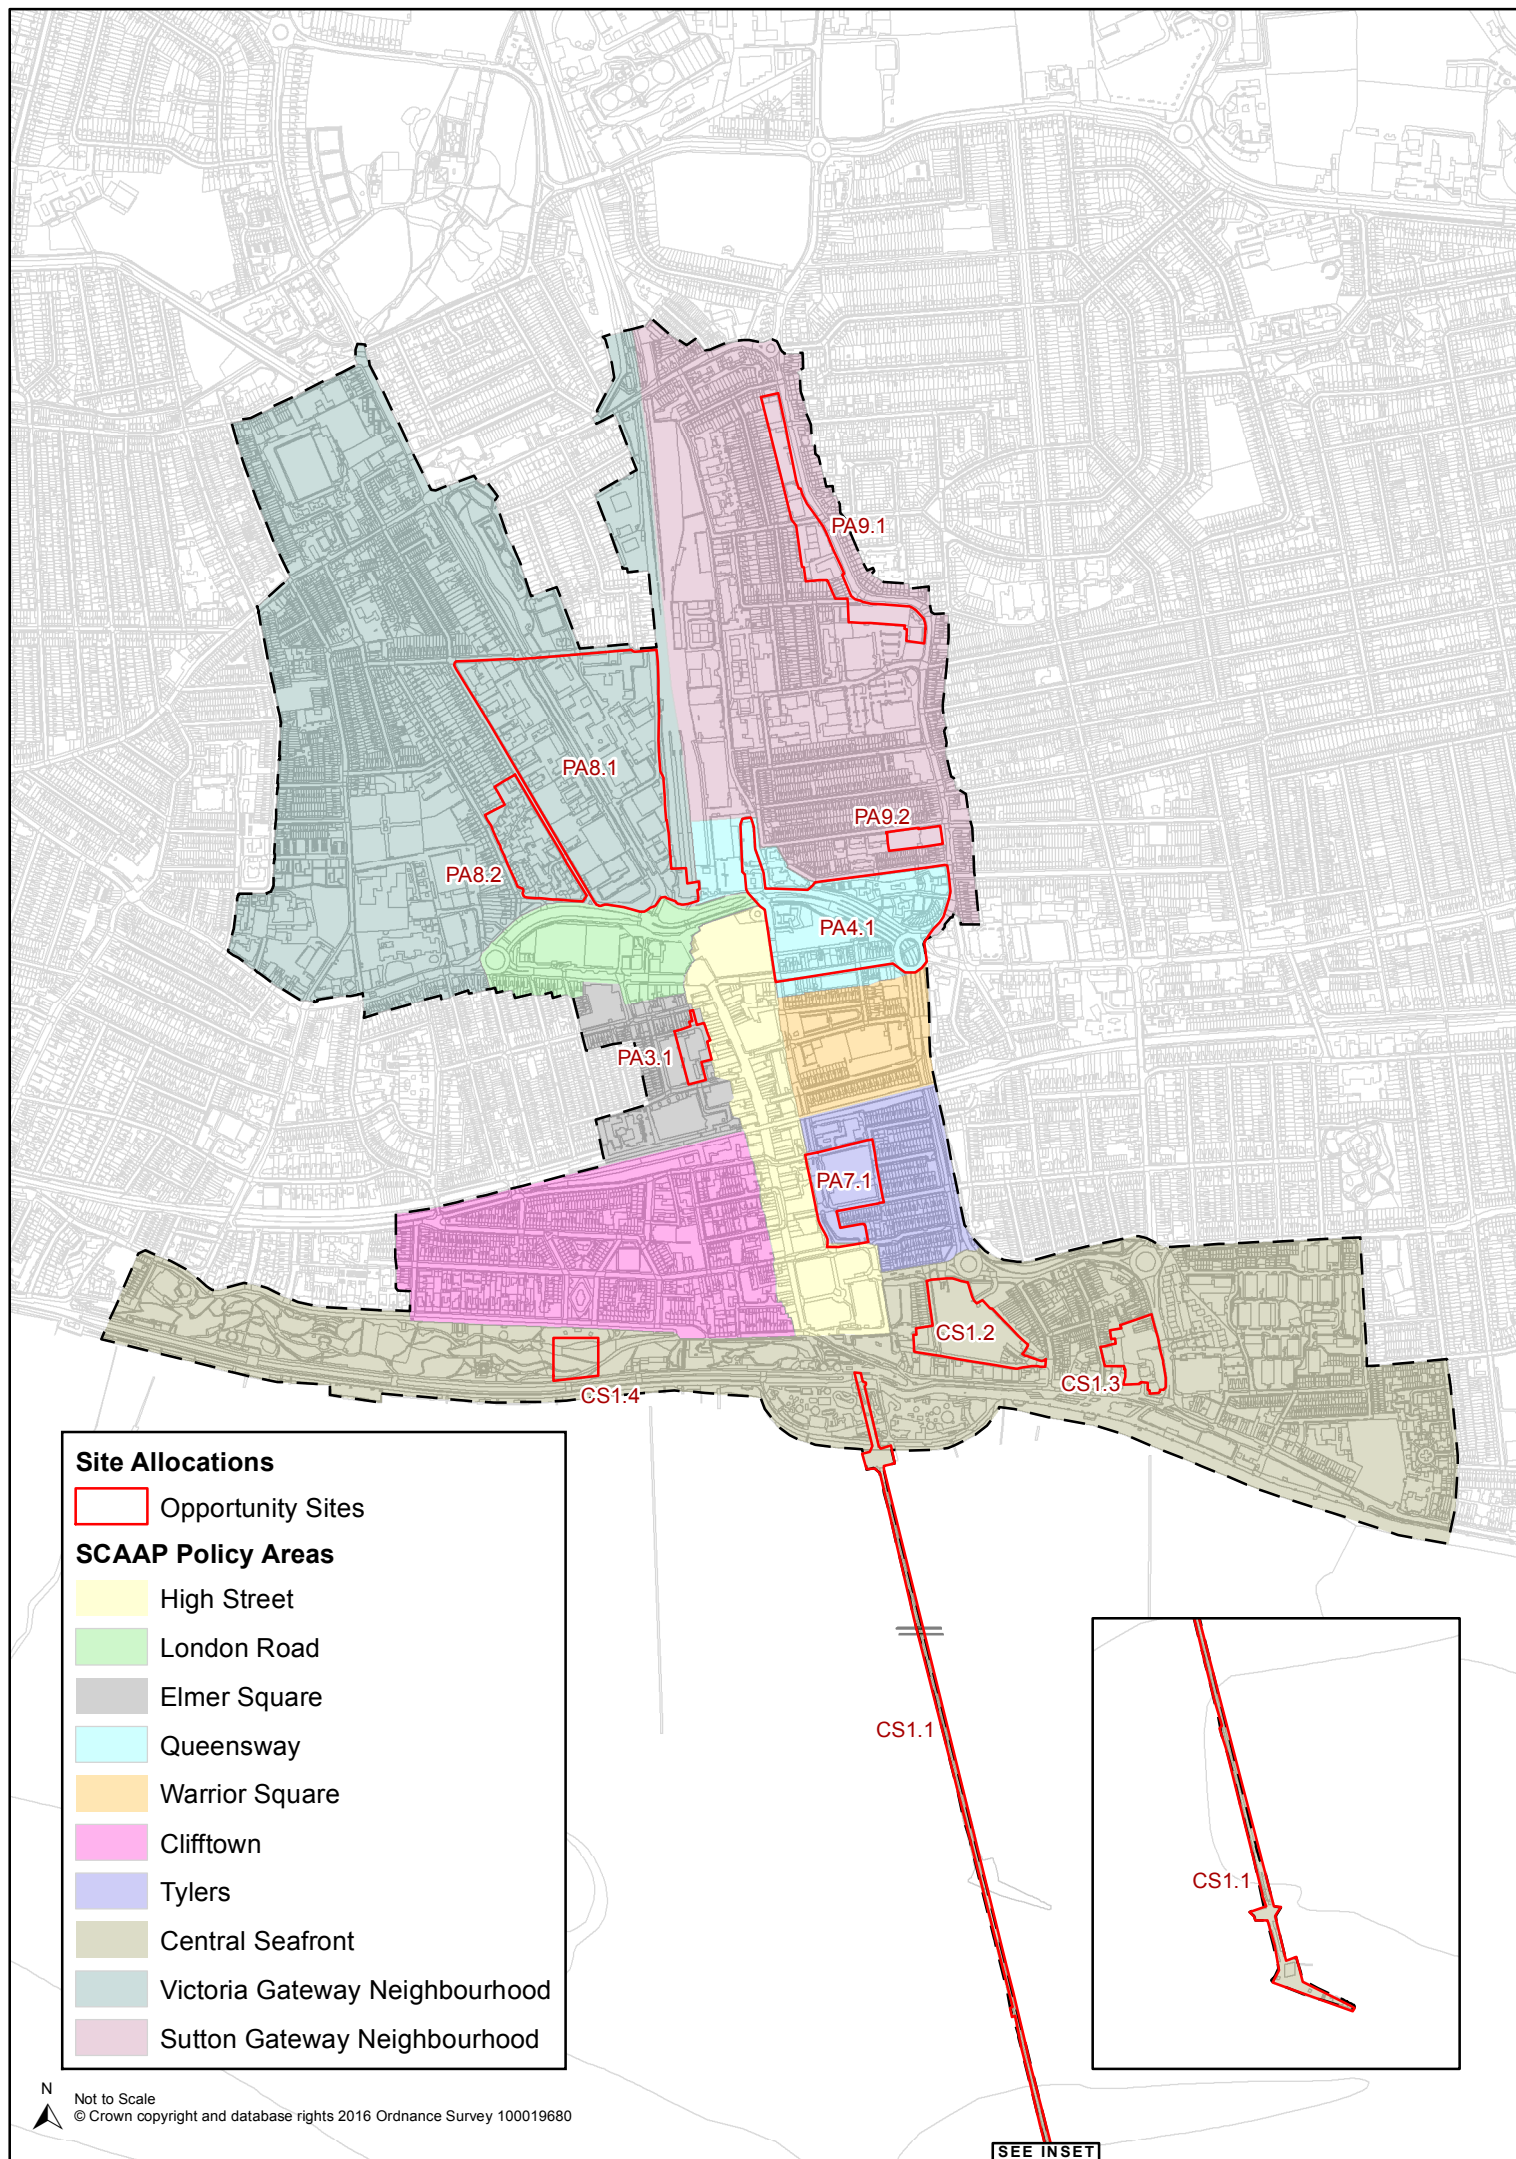 PA9.1
PA8.1
PA9.2
PA8.2
PA4.1
PA3.1
PA7.1
CS1.2
CS1.3
CS1.4
Site Allocations
Opportunity Sites
SCAAP Policy Areas
High Street
London Road
Elmer Square
Queensway
Warrior Square
Clifftown
Tylers
Central Seafront
Victoria Gateway Neighbourhood
Sutton Gateway Neighbourhood
CS1.1
CS1.1
N
Not to Scale
© Crown copyright and database rights 2016 Ordnance Survey 100019680
SEE INSET